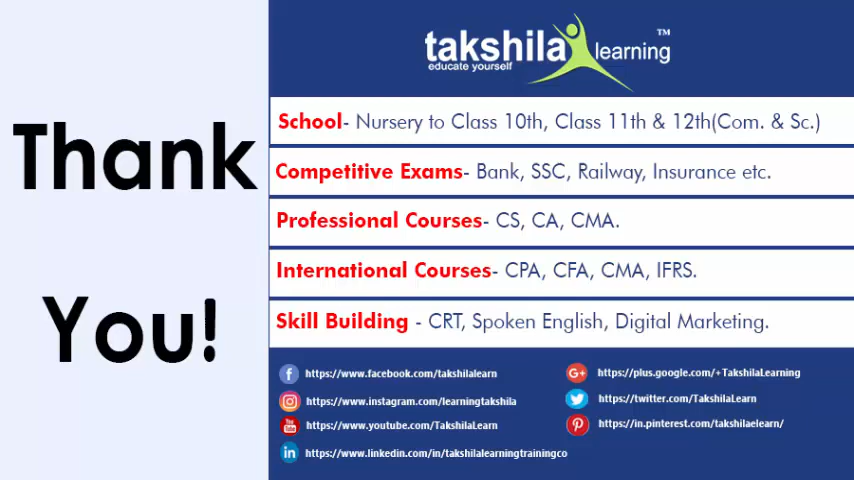 Thank
You!
takshila learning™
educate yourself
School- Nursery to Class 10th, Class 11th & 12th(Com. & Sc.)
Competitive Exams- Bank, SSC, Railway, Insurance etc.
Professional Courses- CS, CA, CMA.
International Courses- CPA, CFA, CMA, IFRS.
Skill Building - CRT, Spoken English, Digital Marketing.
https://www.facebook.com/takshilalearn
https://www.instagram.com/learningtakshila
https://www.youtube.com/TakshilaLearn
https://www.linkedin.com/in/takshilalearningtrainingco
https://plus.google.com/+TakshilaLearning
https://twitter.com/TakshilaLearn
https://in.pinterest.com/takshilaelearn/